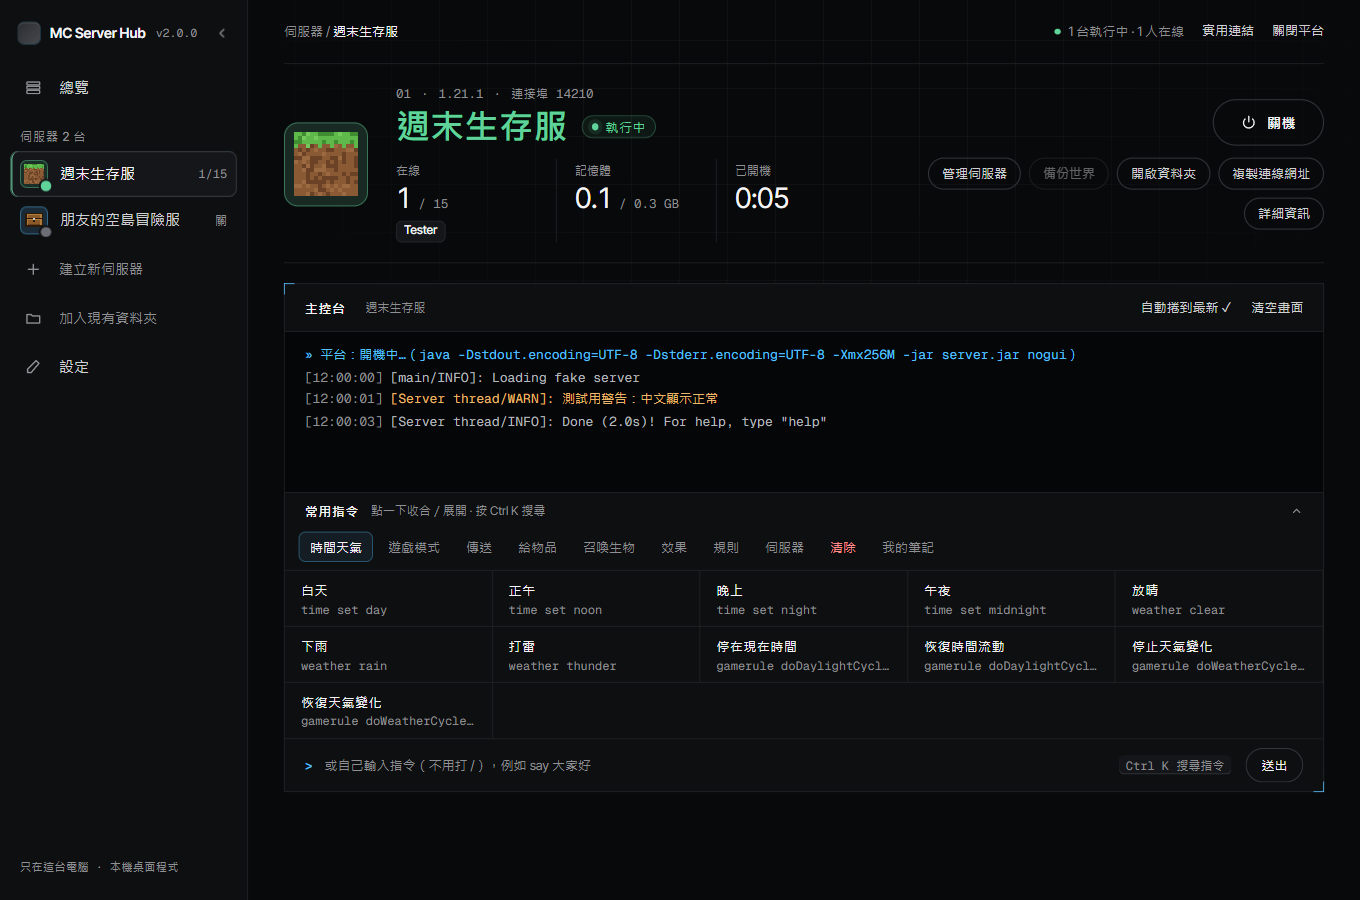 MC Server Hub v2.0.0
總覽
伺服器 2 台
週末生存服 1/15
朋友的空島冒險服 關
建立新伺服器
加入現有資料夾
設定
只在這台電腦 · 本機桌面程式
伺服器 / 週末生存服
1 台執行中 · 1 人在線 實用連結 關閉平台
01 · 1.21.1 · 連接埠 14210
週末生存服 執行中
關機
在線 記憶體 已開機
1 / 15 0.1 / 0.3 GB 0:05
Tester
管理伺服器 備份世界 開啟資料夾 複製連線網址
詳細資訊
主控台 週末生存服 自動捲到最新 ✓ 清空畫面
» 平台：開機中…（java -Dstdout.encoding=UTF-8 -Dstderr.encoding=UTF-8 -Xmx256M -jar server.jar nogui）
[12:00:00] [main/INFO]: Loading fake server
[12:00:01] [Server thread/WARN]: 測試用警告：中文顯示正常
[12:00:03] [Server thread/INFO]: Done (2.0s)! For help, type "help"
常用指令 點一下收合 / 展開 · 按 Ctrl K 搜尋
時間天氣 遊戲模式 傳送 給物品 召喚生物 效果 規則 伺服器 清除 我的筆記
白天 正午 晚上 午夜 放晴
time set day time set noon time set night time set midnight weather clear
下雨 打雷 停在現在時間 恢復時間流動 停止天氣變化
weather rain weather thunder gamerule doDaylightCycl… gamerule doDaylightCycl… gamerule doWeatherCycle…
恢復天氣變化
gamerule doWeatherCycle…
> 或自己輸入指令（不用打 /），例如 say 大家好 Ctrl K 搜尋指令 送出